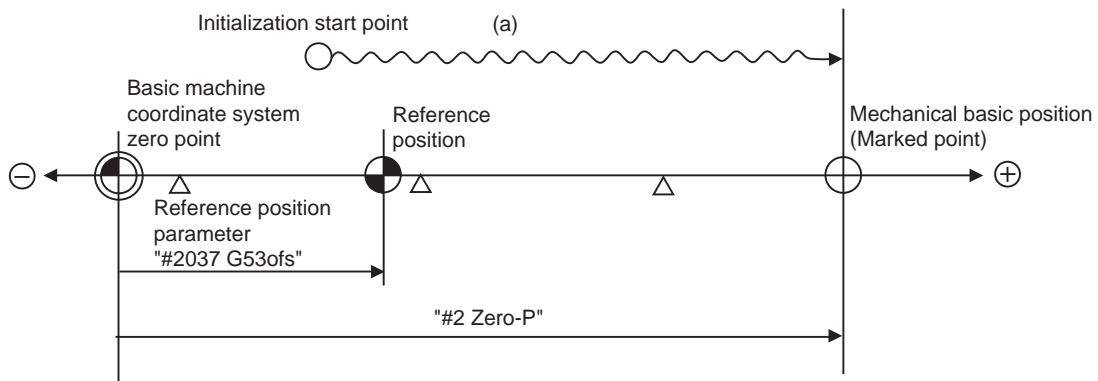 Initialization start point
(a)
Basic machine
coordinate system
zero point
Reference
position
Mechanical basic position
(Marked point)
Reference position
parameter
"#2037 G53ofs"
"#2 Zero-P"